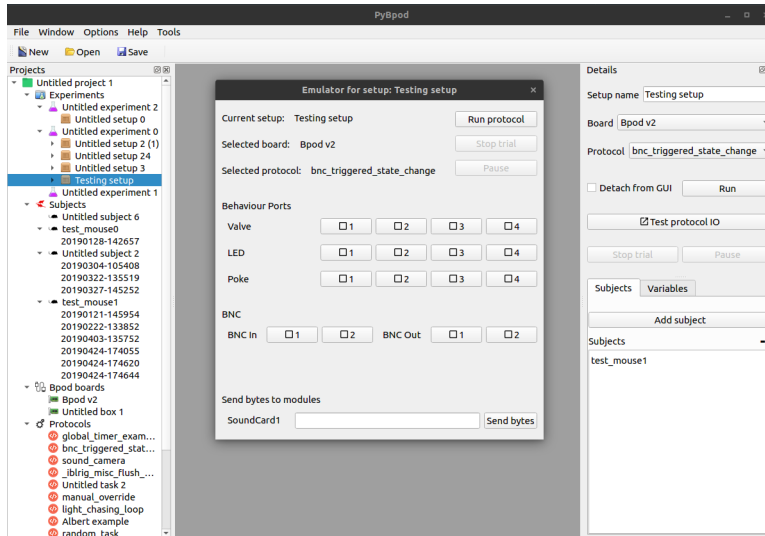 PyBpod
File Window Options Help Tools
New Open Save
Projects
Untitled project 1
Experiments
Untitled experiment 2
Untitled setup 0
Untitled experiment 0
Untitled setup 2 (1)
Untitled setup 24
Untitled setup 3
Testing setup
Untitled experiment 1
Subjects
Untitled subject 6
test_mouse0
20190128-142657
Untitled subject 2
20190304-105408
20190322-135519
20190327-145252
test_mouse1
20190121-145954
20190222-133852
20190403-135752
20190424-174055
20190424-174620
20190424-174644
Bpod boards
Bpod v2
Untitled box 1
Protocols
global_timer_exam...
bnc_triggered_stat...
sound_camera
_iblrig_misc_flush_...
Untitled task 2
manual_override
light_chasing_loop
Albert example
random_task
Emulator for setup: Testing setup
Current setup: Testing setup Run protocol
Selected board: Bpod v2 Stop trial
Selected protocol: bnc_triggered_state_change Pause
Behaviour Ports
Valve 1 2 3 4
LED 1 2 3 4
Poke 1 2 3 4
BNC
BNC In 1 2 BNC Out 1 2
Send bytes to modules
SoundCard1 Send bytes
Details
Setup name Testing setup
Board Bpod v2
Protocol bnc_triggered_state_change
Detach from GUI Run
Test protocol IO
Stop trial Pause
Subjects Variables
Add subject
Subjects
test_mouse1